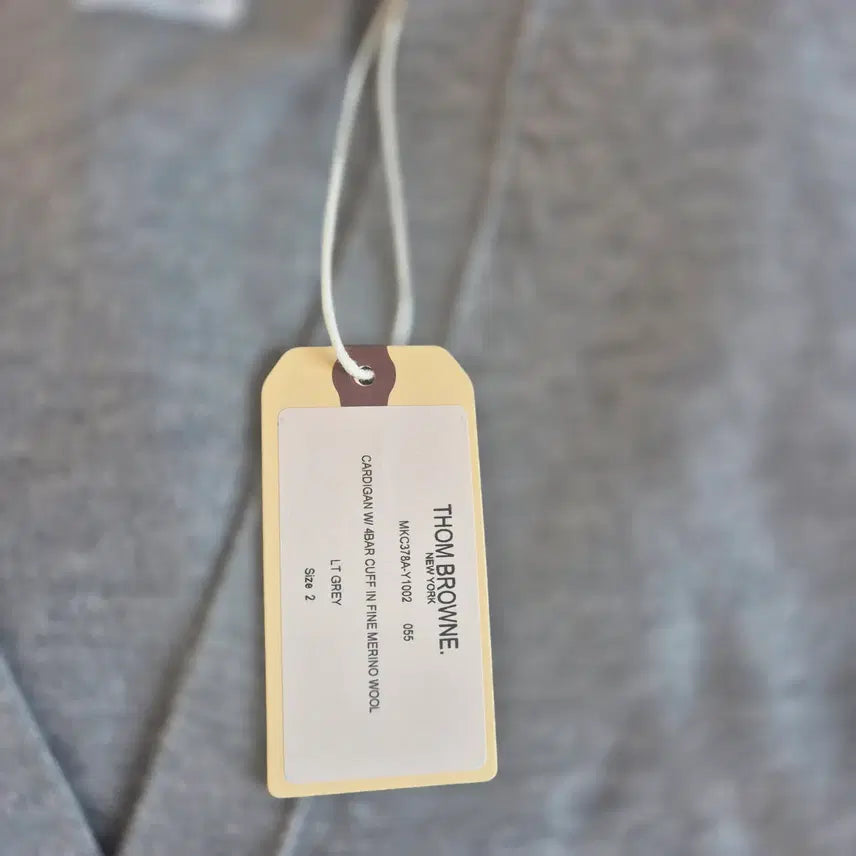 THOM BROWNE.
NEW YORK
MKC378A-Y1002 055
CARDIGAN W/ 4BAR CUFF IN FINE MERINO WOOL
LT GREY
Size 2